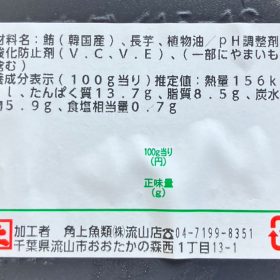 材料名:鮪(韓国産)、長芋、植物油/pH調整剤
酸化防止剤(V.C、V.E)、(一部にやまいも
含む)
養成分表示(100g当り)推定値:熱量156k
l、たんぱく質13.7g、脂質8.5g、炭水
物5.9g、食塩相当量0.7g
100g当り
(円)
正味量
(g)
加工者 角上魚類㈱流山店☎04-7199-8351
千葉県流山市おおたかの森西1丁目13-1